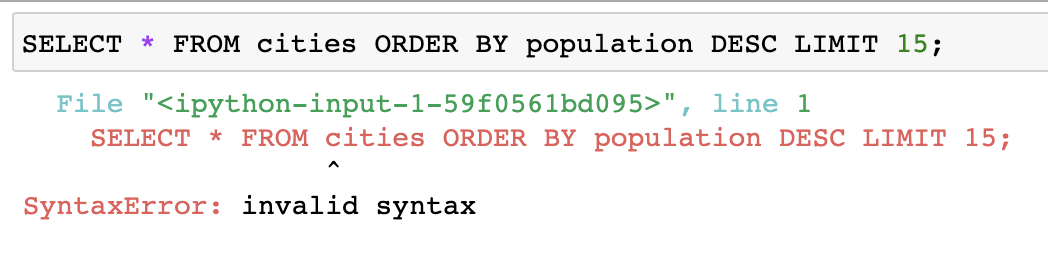 SELECT * FROM cities ORDER BY population DESC LIMIT 15;
File "<ipython-input-1-59f0561bd095>", line 1
SELECT * FROM cities ORDER BY population DESC LIMIT 15;
^
SyntaxError: invalid syntax